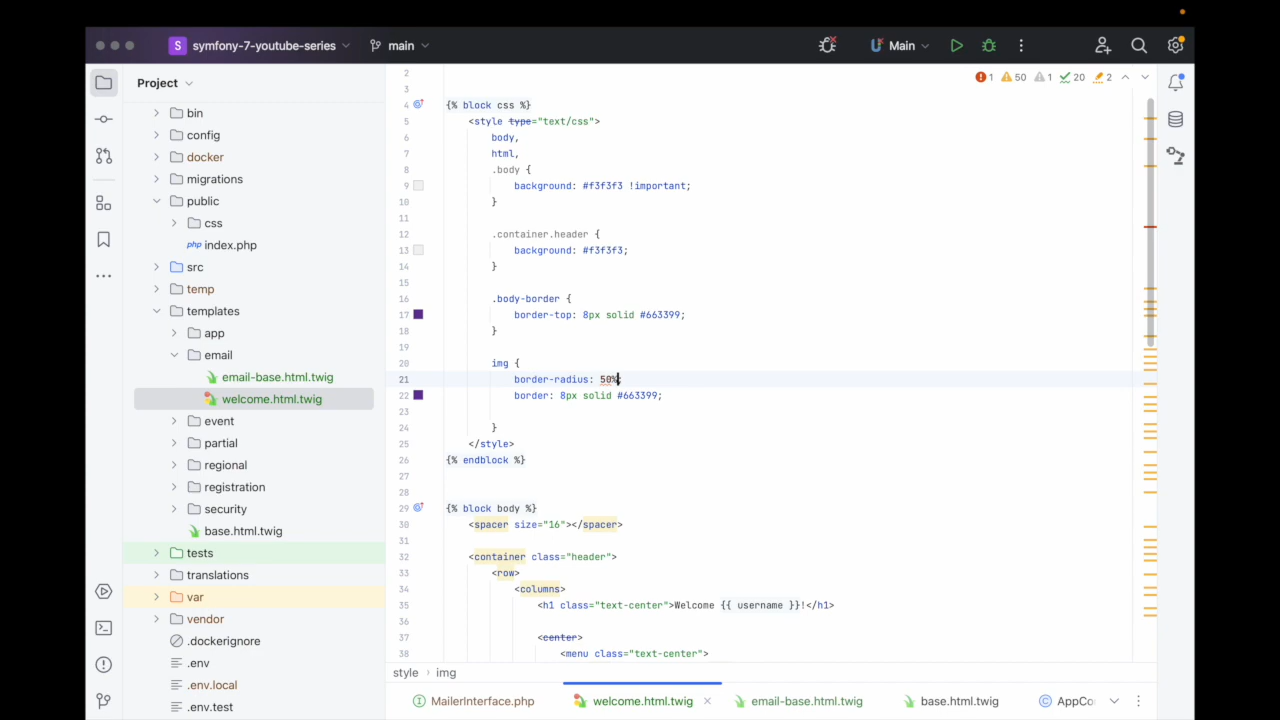 S symfony-7-youtube-series main Main
Project
bin
config
docker
migrations
public
css
php index.php
src
temp
templates
app
email
email-base.html.twig
welcome.html.twig
event
partial
regional
registration
security
base.html.twig
tests
translations
var
vendor
.dockerignore
.env
.env.local
.env.test
1 50 1 20 2
2
3
4 {% block css %}
5 <style type="text/css">
6 body,
7 html,
8 .body {
9 background: #f3f3f3 !important;
10 }
11
12 .container.header {
13 background: #f3f3f3;
14 }
15
16 .body-border {
17 border-top: 8px solid #663399;
18 }
19
20 img {
21 border-radius: 50%;
22 border: 8px solid #663399;
23
24 }
25 </style>
26 {% endblock %}
27
28
29 {% block body %}
30 <spacer size="16"></spacer>
31
32 <container class="header">
33 <row>
34 <columns>
35 <h1 class="text-center">Welcome {{ username }}!</h1>
36
37 <center>
38 <menu class="text-center">
style › img
MailerInterface.php welcome.html.twig email-base.html.twig base.html.twig AppCo